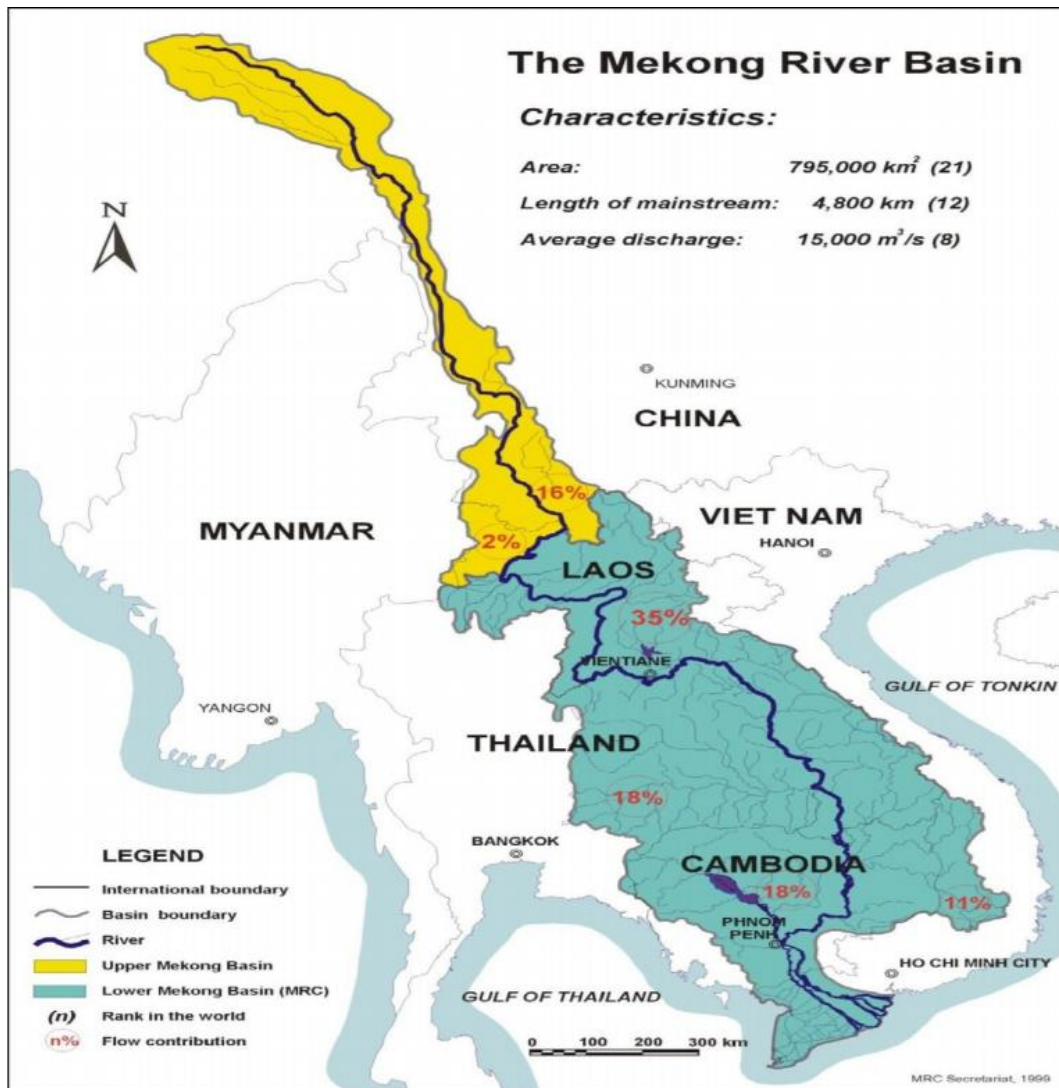 The Mekong River Basin
Characteristics:
Area: 795,000 km² (21)
Length of mainstream: 4,800 km (12)
Average discharge: 15,000 m³/s (8)
N
KUNMING
CHINA
16%
MYANMAR
2%
VIET NAM
HANOI
LAOS
35%
VIENTIANE
GULF OF TONKIN
YANGON
THAILAND
18%
BANGKOK
CAMBODIA
18%
11%
PHNOM
PENH
HO CHI MINH CITY
GULF OF THAILAND
LEGEND
International boundary
Basin boundary
River
Upper Mekong Basin
Lower Mekong Basin (MRC)
(n) Rank in the world
n% Flow contribution
0 100 200 300 km
MRC Secretariat, 1999